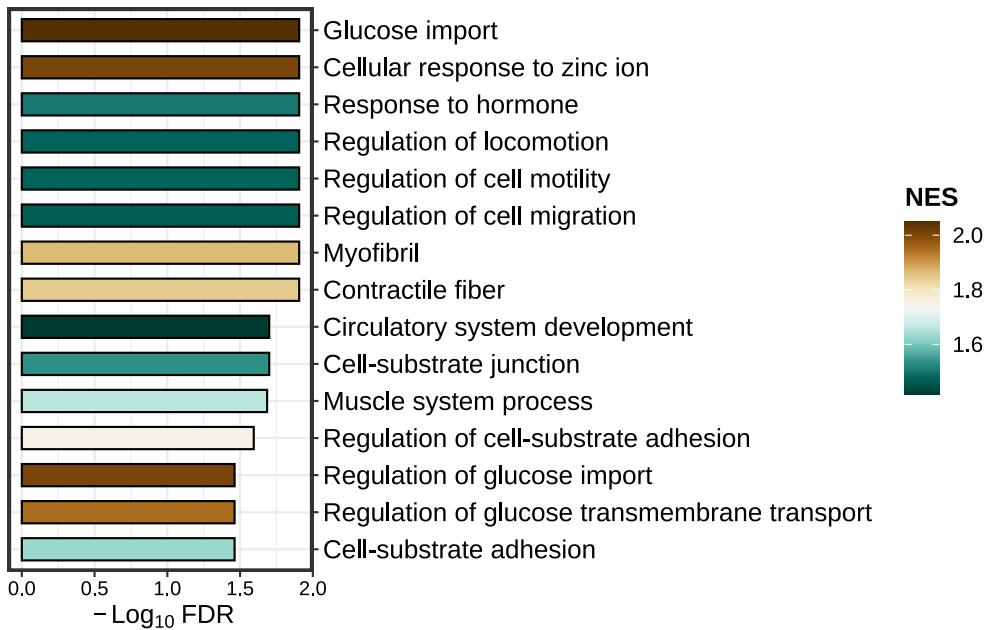 Glucose import
Cellular response to zinc ion
Response to hormone
Regulation of locomotion
Regulation of cell motility
Regulation of cell migration
Myofibril
Contractile fiber
Circulatory system development
Cell-substrate junction
Muscle system process
Regulation of cell-substrate adhesion
Regulation of glucose import
Regulation of glucose transmembrane transport
Cell-substrate adhesion
0.0 0.5 1.0 1.5 2.0
−Log₁₀ FDR
NES
2.0
1.8
1.6